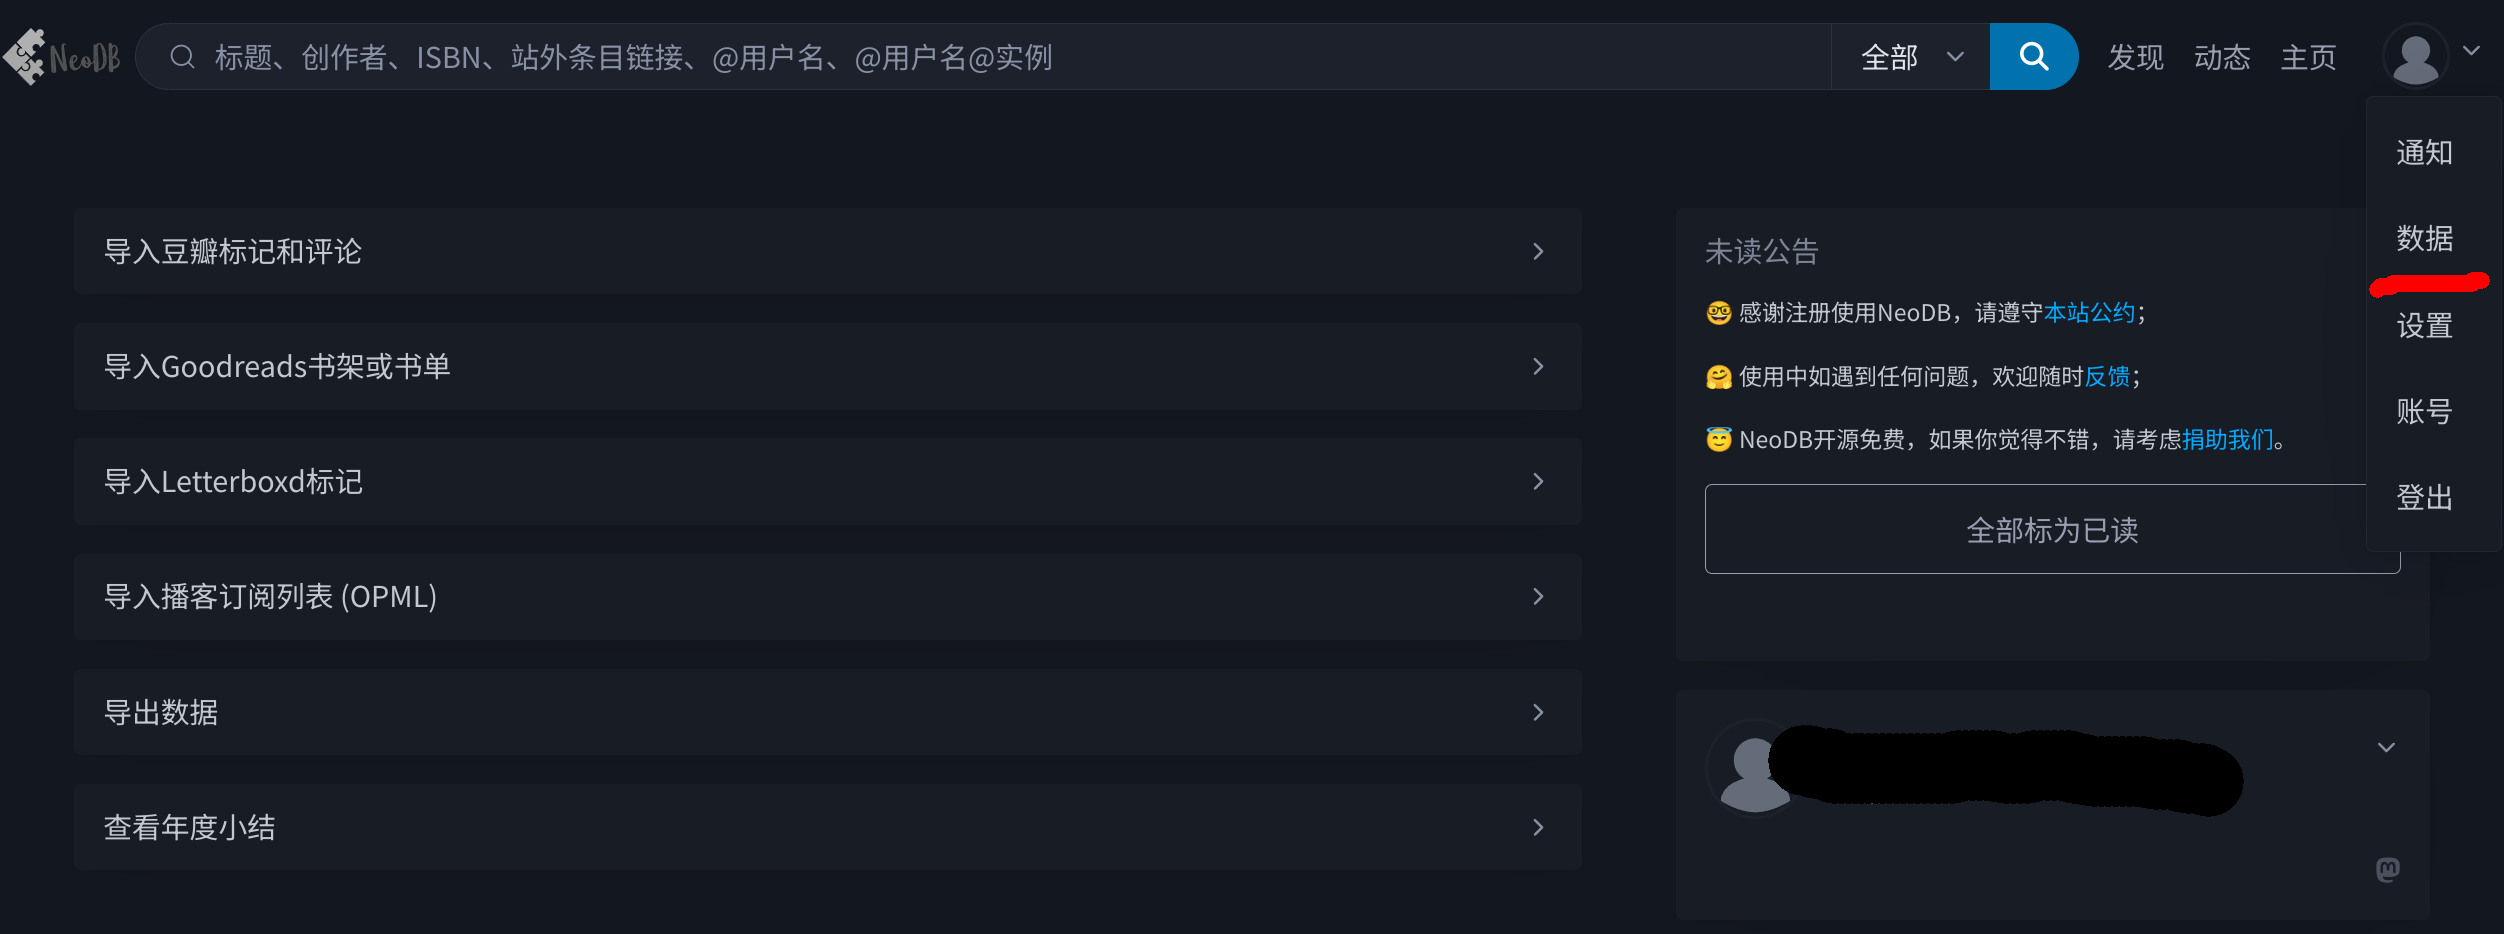 NeoDB
标题、创作者、ISBN、站外条目链接、@用户名、@用户名@实例
全部
发现 动态 主页
通知
数据
设置
账号
登出
导入豆瓣标记和评论
导入Goodreads书架或书单
导入Letterboxd标记
导入播客订阅列表 (OPML)
导出数据
查看年度小结
未读公告
🤓 感谢注册使用NeoDB，请遵守本站公约；
🤗 使用中如遇到任何问题，欢迎随时反馈；
😇 NeoDB开源免费，如果你觉得不错，请考虑捐助我们。
全部标为已读